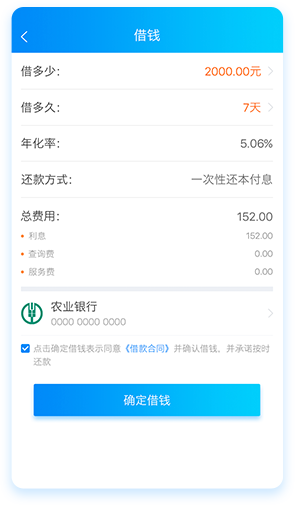 借钱
借多少： 2000.00元
借多久： 7天
年化率： 5.06%
还款方式： 一次性还本付息
总费用： 152.00
利息 152.00
查询费 0.00
服务费 0.00
农业银行
0000 0000 0000
点击确定借钱表示同意《借款合同》并确认借钱，并承诺按时
还款
确定借钱